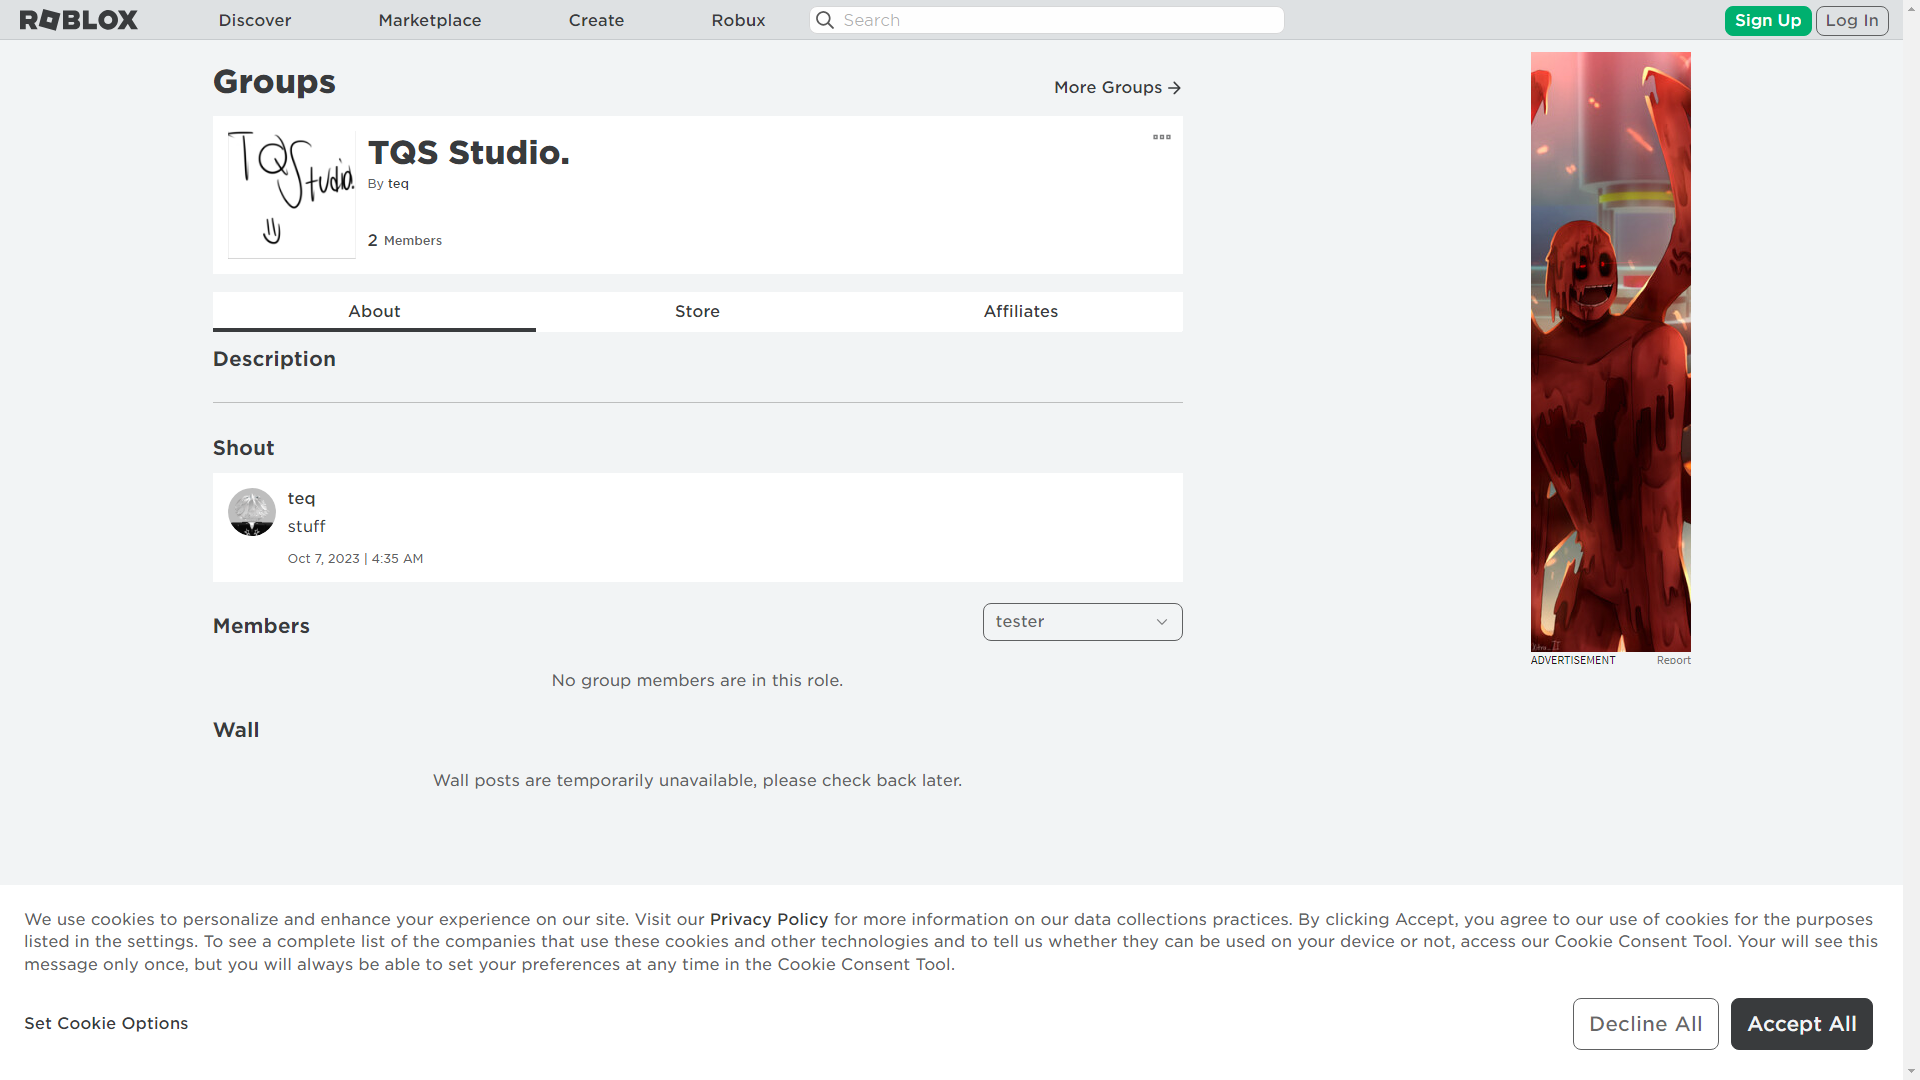 ROBLOX
Discover
Marketplace
Create
Robux
Search
Sign Up
Log In
Groups
More Groups
TQS Studio.
TQS Studio.
By teq
2 Members
About
Store
Affiliates
Description
Shout
teq
stuff
Oct 7, 2023 | 4:35 AM
Members
tester
No group members are in this role.
Wall
Wall posts are temporarily unavailable, please check back later.
ADVERTISEMENT
Report
We use cookies to personalize and enhance your experience on our site. Visit our Privacy Policy for more information on our data collections practices. By clicking Accept, you agree to our use of cookies for the purposes
listed in the settings. To see a complete list of the companies that use these cookies and other technologies and to tell us whether they can be used on your device or not, access our Cookie Consent Tool. Your will see this
message only once, but you will always be able to set your preferences at any time in the Cookie Consent Tool.
Set Cookie Options
Decline All
Accept All